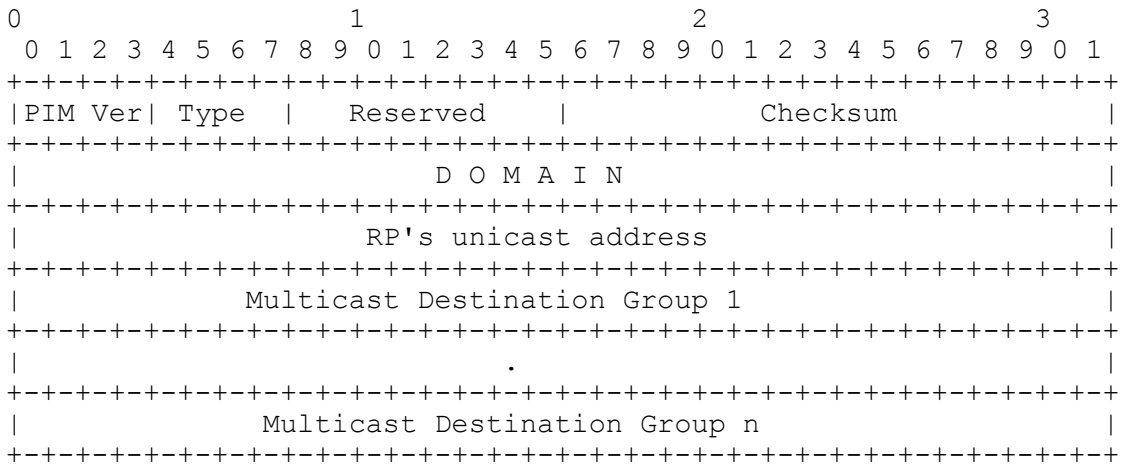 0                   1                   2                   3
 0 1 2 3 4 5 6 7 8 9 0 1 2 3 4 5 6 7 8 9 0 1 2 3 4 5 6 7 8 9 0 1
+-+-+-+-+-+-+-+-+-+-+-+-+-+-+-+-+-+-+-+-+-+-+-+-+-+-+-+-+-+-+-+-+
|PIM Ver| Type  |   Reserved    |           Checksum            |
+-+-+-+-+-+-+-+-+-+-+-+-+-+-+-+-+-+-+-+-+-+-+-+-+-+-+-+-+-+-+-+-+
|                        D O M A I N                            |
+-+-+-+-+-+-+-+-+-+-+-+-+-+-+-+-+-+-+-+-+-+-+-+-+-+-+-+-+-+-+-+-+
|                    RP's unicast address                       |
+-+-+-+-+-+-+-+-+-+-+-+-+-+-+-+-+-+-+-+-+-+-+-+-+-+-+-+-+-+-+-+-+
|             Multicast Destination Group 1                     |
+-+-+-+-+-+-+-+-+-+-+-+-+-+-+-+-+-+-+-+-+-+-+-+-+-+-+-+-+-+-+-+-+
|                            .                                  |
+-+-+-+-+-+-+-+-+-+-+-+-+-+-+-+-+-+-+-+-+-+-+-+-+-+-+-+-+-+-+-+-+
|              Multicast Destination Group n                    |
+-+-+-+-+-+-+-+-+-+-+-+-+-+-+-+-+-+-+-+-+-+-+-+-+-+-+-+-+-+-+-+-+